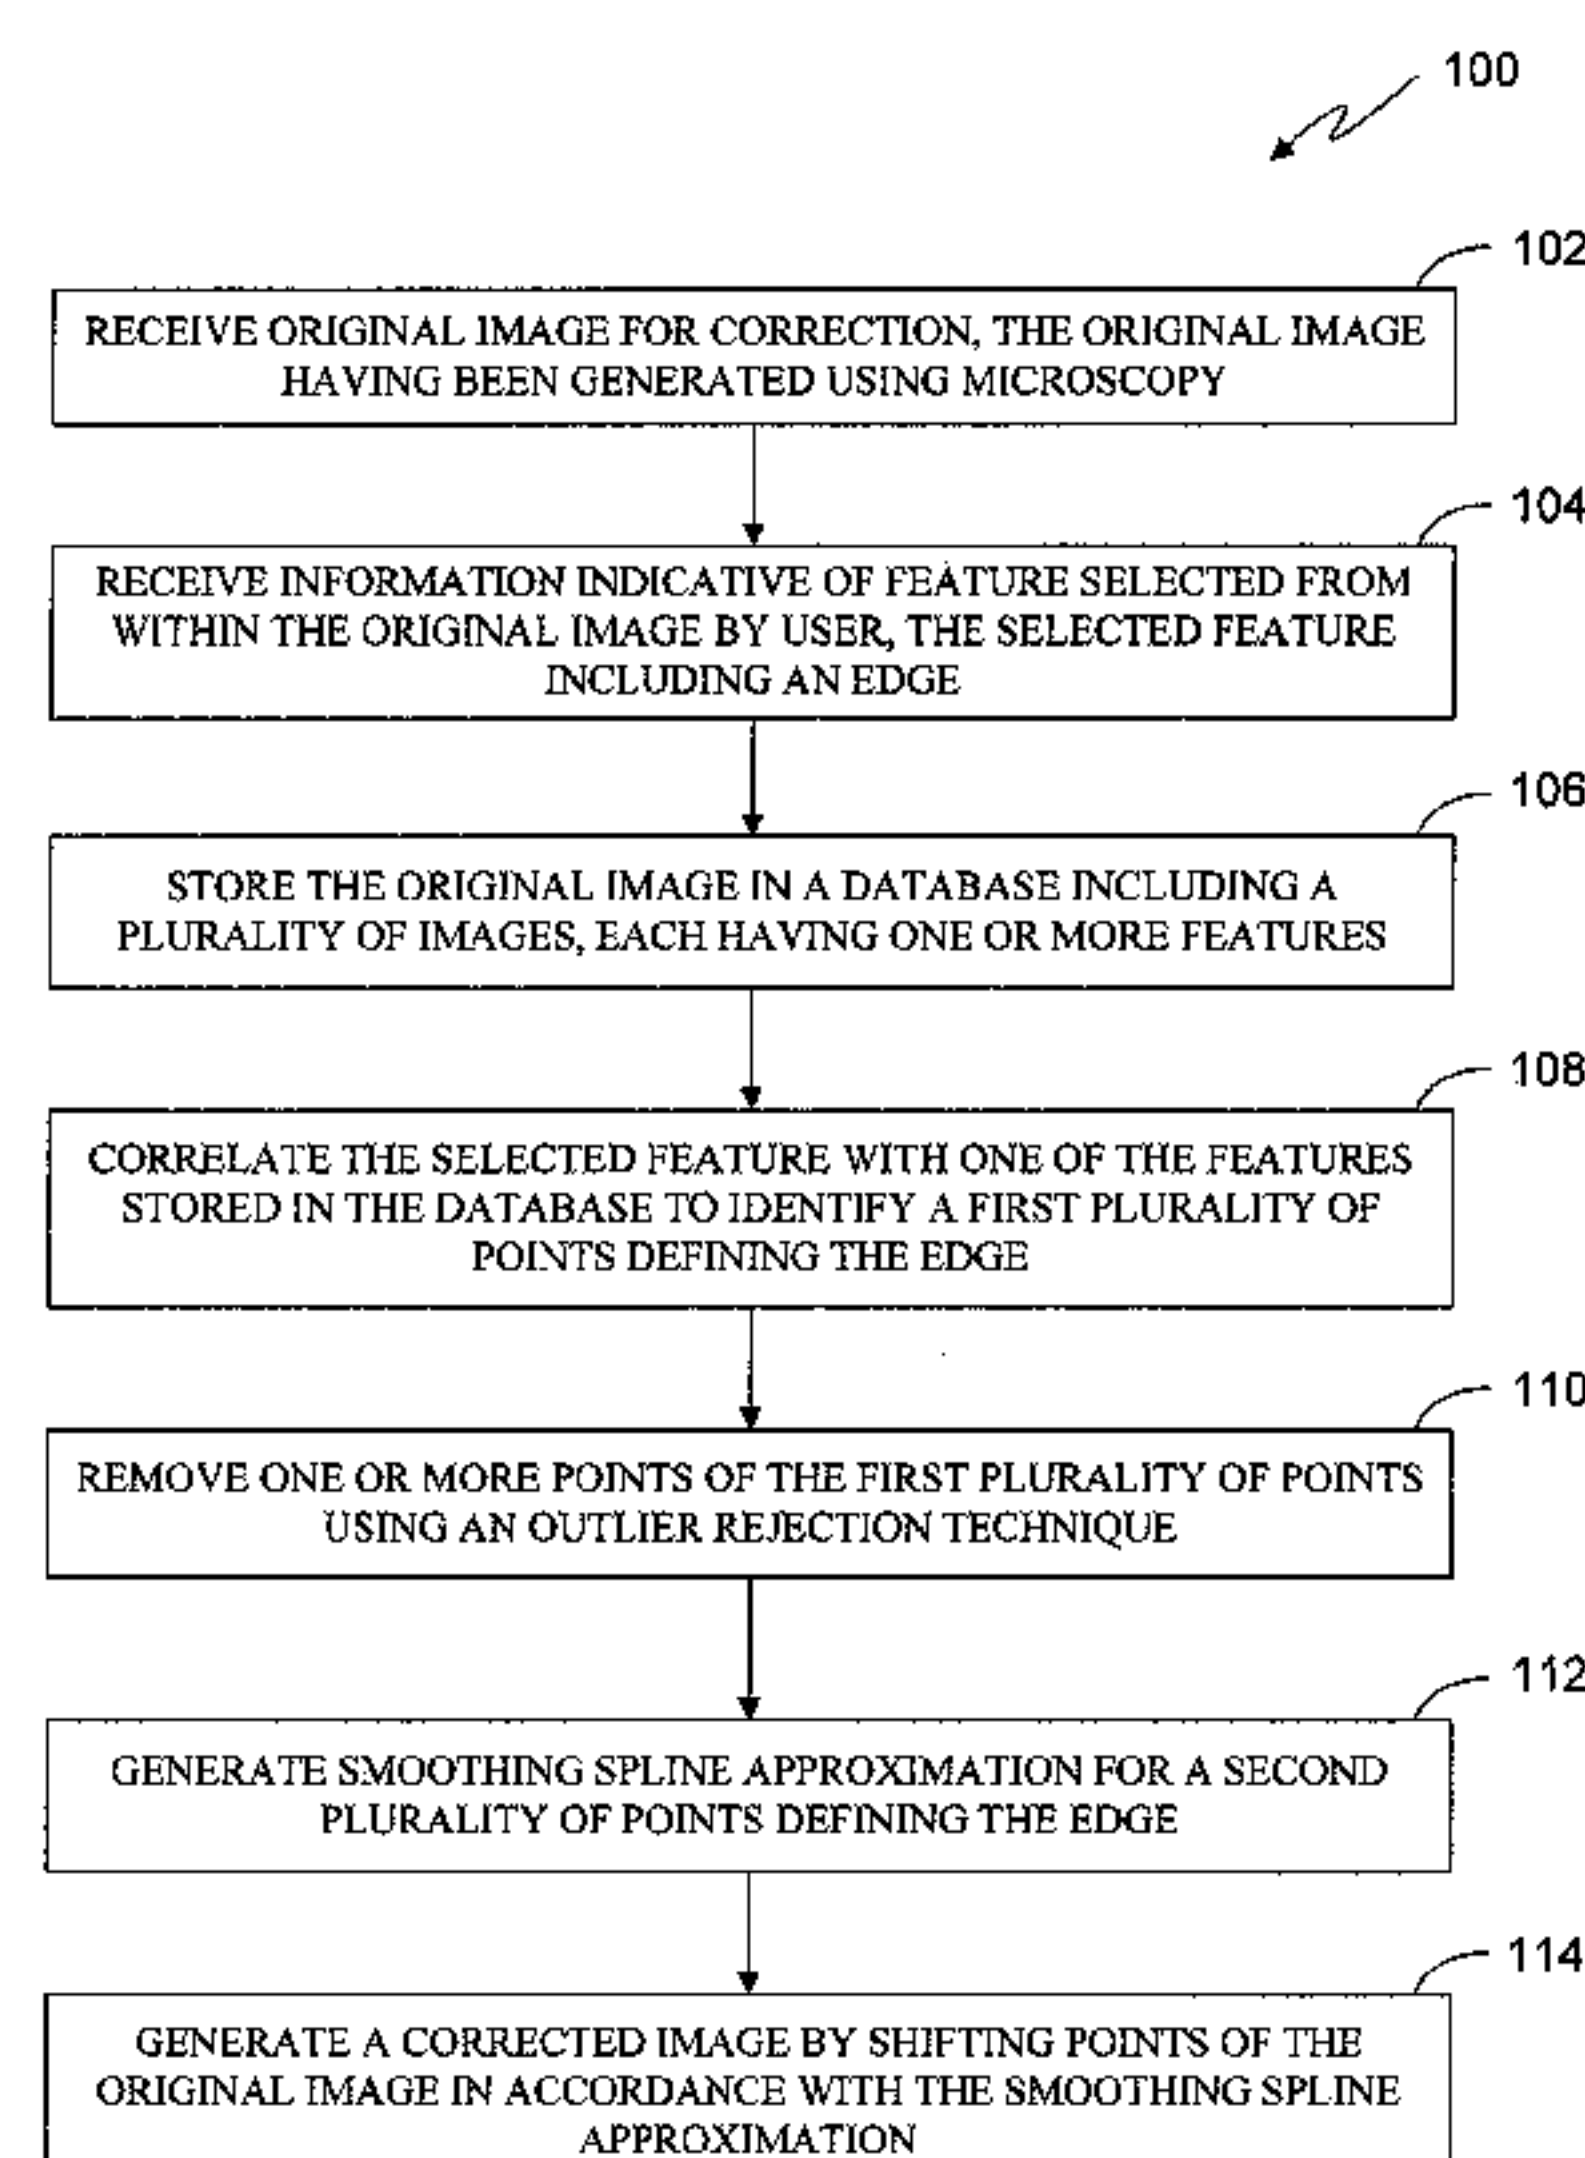 100
102
RECEIVE ORIGINAL IMAGE FOR CORRECTION, THE ORIGINAL IMAGE
HAVING BEEN GENERATED USING MICROSCOPY
104
RECEIVE INFORMATION INDICATIVE OF FEATURE SELECTED FROM
WITHIN THE ORIGINAL IMAGE BY USER, THE SELECTED FEATURE
INCLUDING AN EDGE
106
STORE THE ORIGINAL IMAGE IN A DATABASE INCLUDING A
PLURALITY OF IMAGES, EACH HAVING ONE OR MORE FEATURES
108
CORRELATE THE SELECTED FEATURE WITH ONE OF THE FEATURES
STORED IN THE DATABASE TO IDENTIFY A FIRST PLURALITY OF
POINTS DEFINING THE EDGE
110
REMOVE ONE OR MORE POINTS OF THE FIRST PLURALITY OF POINTS
USING AN OUTLIER REJECTION TECHNIQUE
112
GENERATE SMOOTHING SPLINE APPROXIMATION FOR A SECOND
PLURALITY OF POINTS DEFINING THE EDGE
114
GENERATE A CORRECTED IMAGE BY SHIFTING POINTS OF THE
ORIGINAL IMAGE IN ACCORDANCE WITH THE SMOOTHING SPLINE
APPROXIMATION